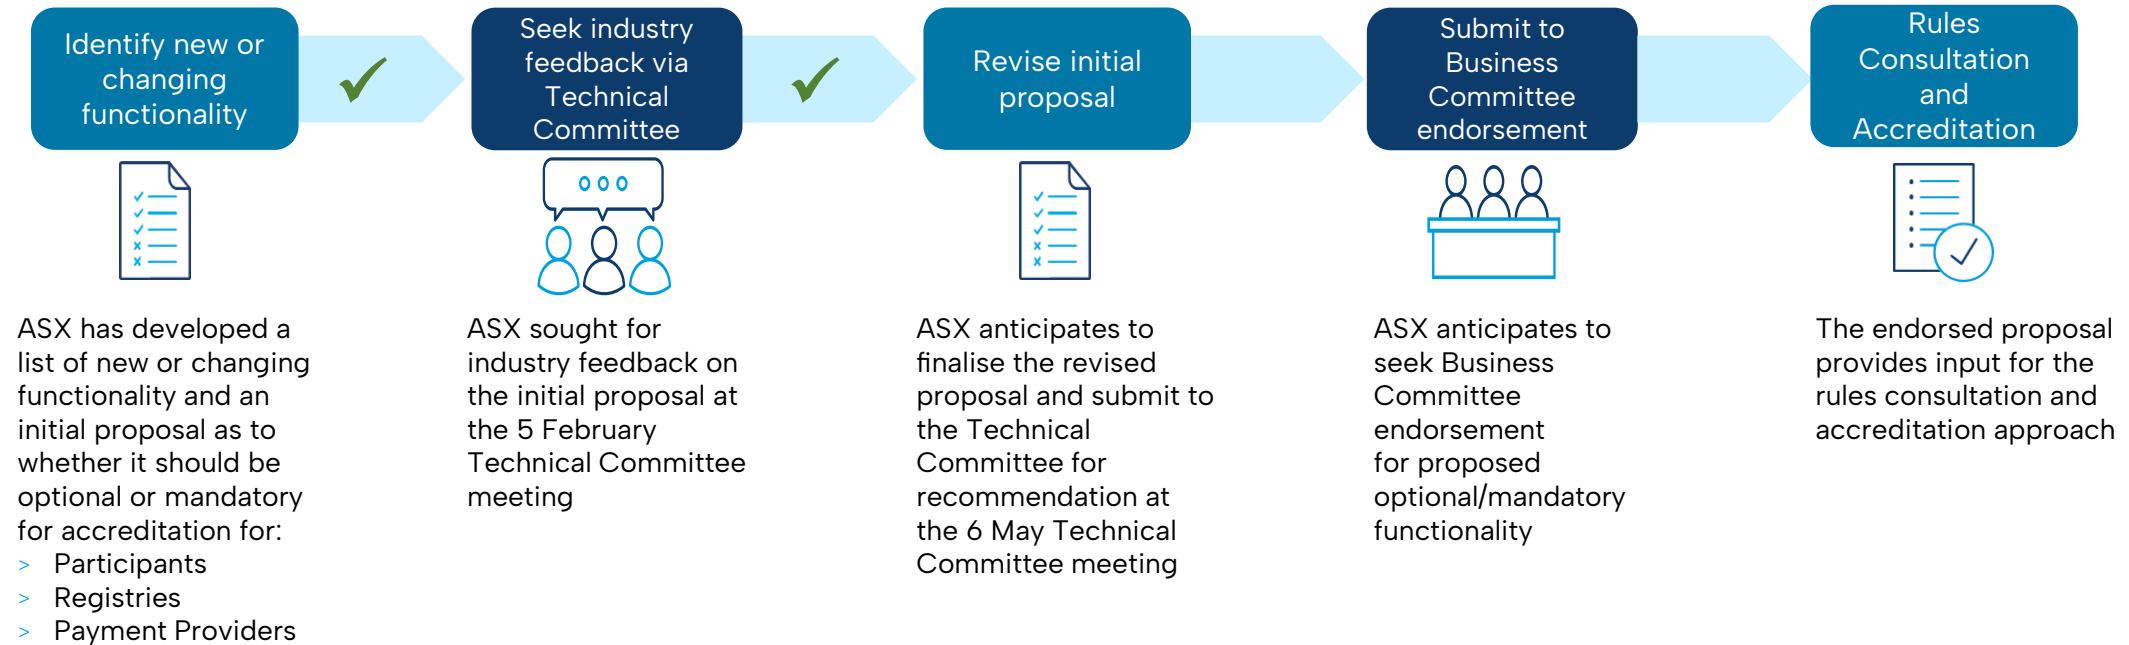 Identify new or
changing
functionality
Seek industry
feedback via
Technical
Committee
Revise initial
proposal
Submit to
Business
Committee
endorsement
Rules
Consultation
and
Accreditation
ASX has developed a
list of new or changing
functionality and an
initial proposal as to
whether it should be
optional or mandatory
for accreditation for:
> Participants
> Registries
> Payment Providers
ASX sought for
industry feedback on
the initial proposal at
the 5 February
Technical Committee
meeting
ASX anticipates to
finalise the revised
proposal and submit to
the Technical
Committee for
recommendation at
the 6 May Technical
Committee meeting
ASX anticipates to
seek Business
Committee
endorsement
for proposed
optional/mandatory
functionality
The endorsed proposal
provides input for the
rules consultation and
accreditation approach